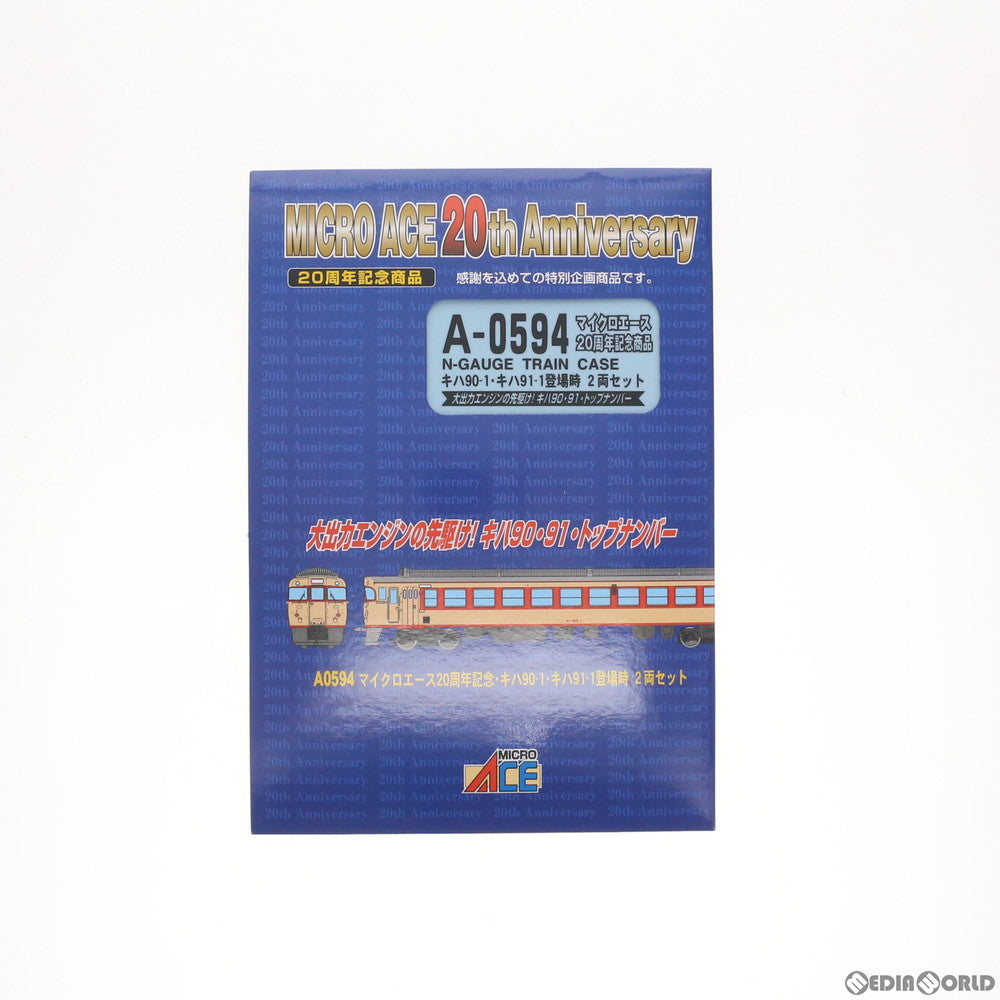 MICRO ACE 20th Anniversary
20周年記念商品
感謝を込めての特別企画商品です。
A-0594
マイクロエース
20周年記念商品
N-GAUGE TRAIN CASE
キハ90-1・キハ91-1登場時 2両セット
大出力エンジンの先駆け!キハ90・91・トップナンバー
大出力エンジンの先駆け!キハ90・91・トップナンバー
A0594 マイクロエース20周年記念・キハ90-1・キハ91-1登場時 2両セット
MICRO
ACE
MEDIAWORLD